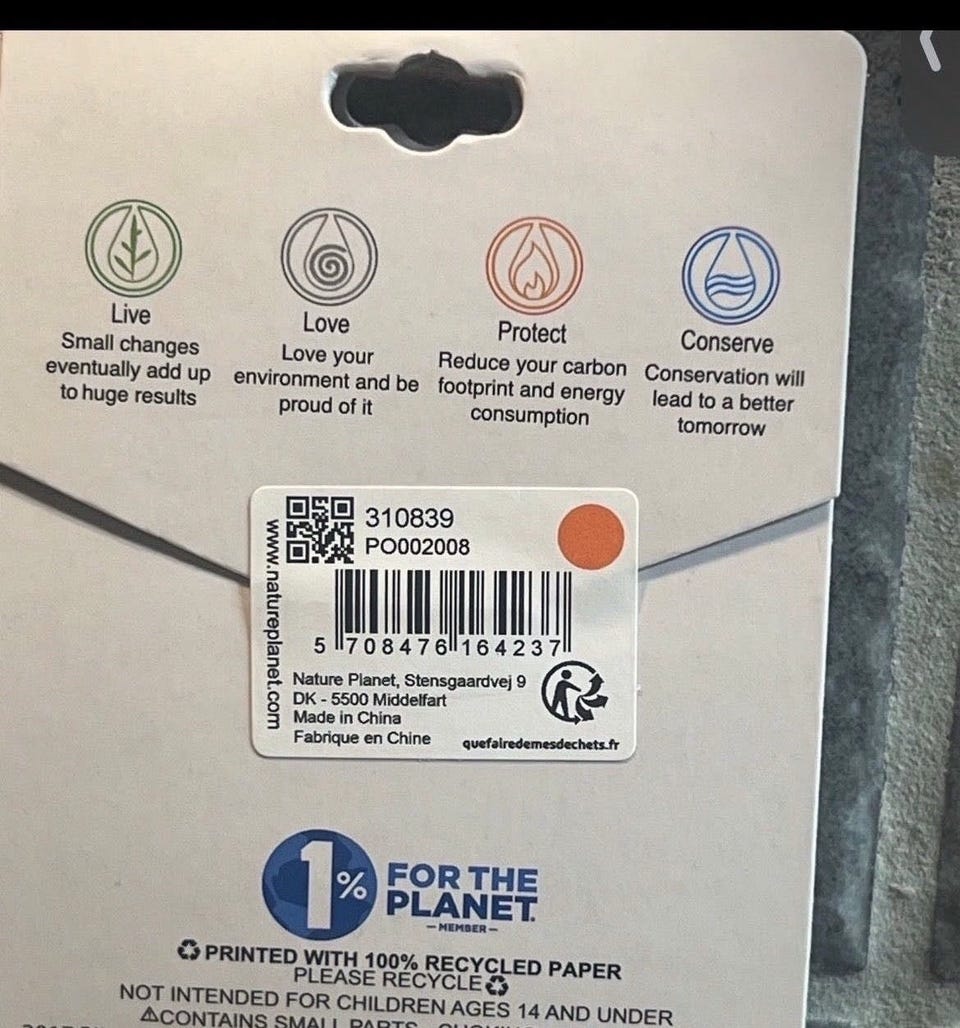 Live
Small changes
eventually add up
to huge results
Love
Love your
environment and be
proud of it
Protect
Reduce your carbon
footprint and energy
consumption
Conserve
Conservation will
lead to a better
tomorrow
www.natureplanet.com
310839
PO002008
5 708476 164237
Nature Planet, Stensgaardvej 9
DK - 5500 Middelfart
Made in China
Fabrique en Chine
quefairedemesdechets.fr
1%
FOR THE
PLANET.
MEMBER
PRINTED WITH 100% RECYCLED PAPER
PLEASE RECYCLE
NOT INTENDED FOR CHILDREN AGES 14 AND UNDER
CONTAINS SMALL PARTS